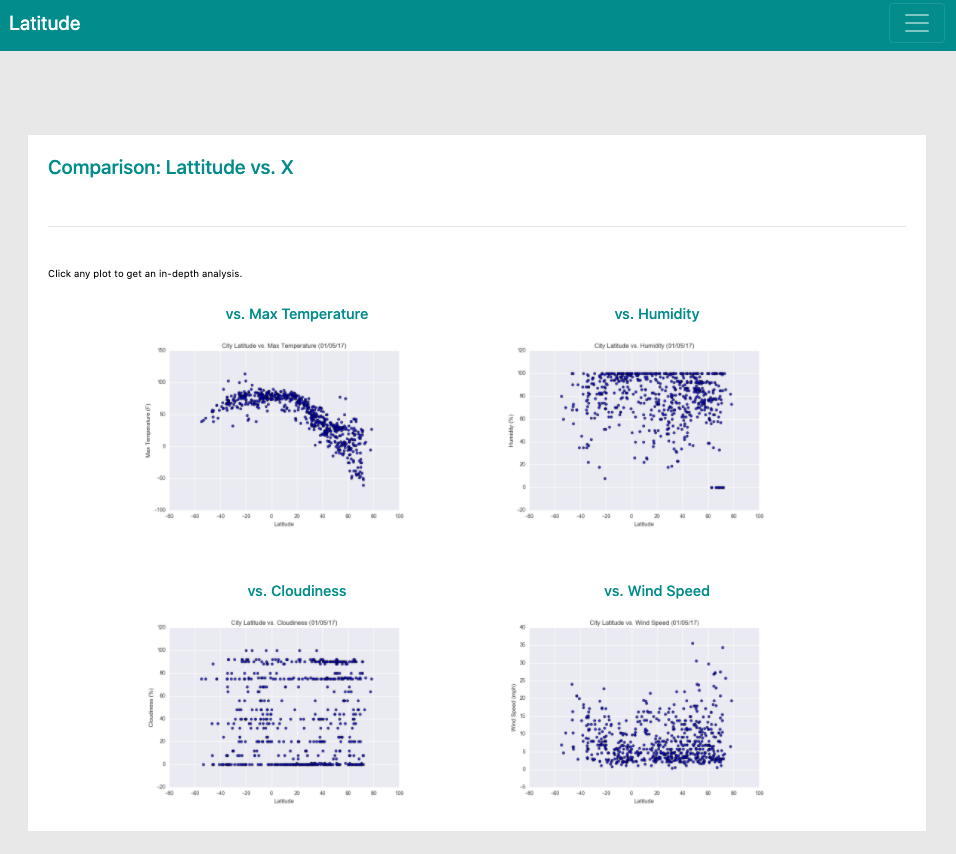 Latitude
Comparison: Lattitude vs. X
Click any plot to get an in-depth analysis.
vs. Max Temperature
City Latitude vs. Max Temperature (01/05/17)
150
100
50
0
-50
-100
Max Temperature (F)
-80 -60 -40 -20 0 20 40 60 80 100
Latitude
vs. Humidity
City Latitude vs. Humidity (01/05/17)
120
100
80
60
40
20
0
-20
Humidity (%)
-80 -60 -40 -20 0 20 40 60 80 100
Latitude
vs. Cloudiness
City Latitude vs. Cloudiness (01/05/17)
120
100
80
60
40
20
0
-20
Cloudiness (%)
-80 -60 -40 -20 0 20 40 60 80 100
Latitude
vs. Wind Speed
City Latitude vs. Wind Speed (01/05/17)
40
35
30
25
20
15
10
5
0
-5
Wind Speed (mph)
-80 -60 -40 -20 0 20 40 60 80 100
Latitude